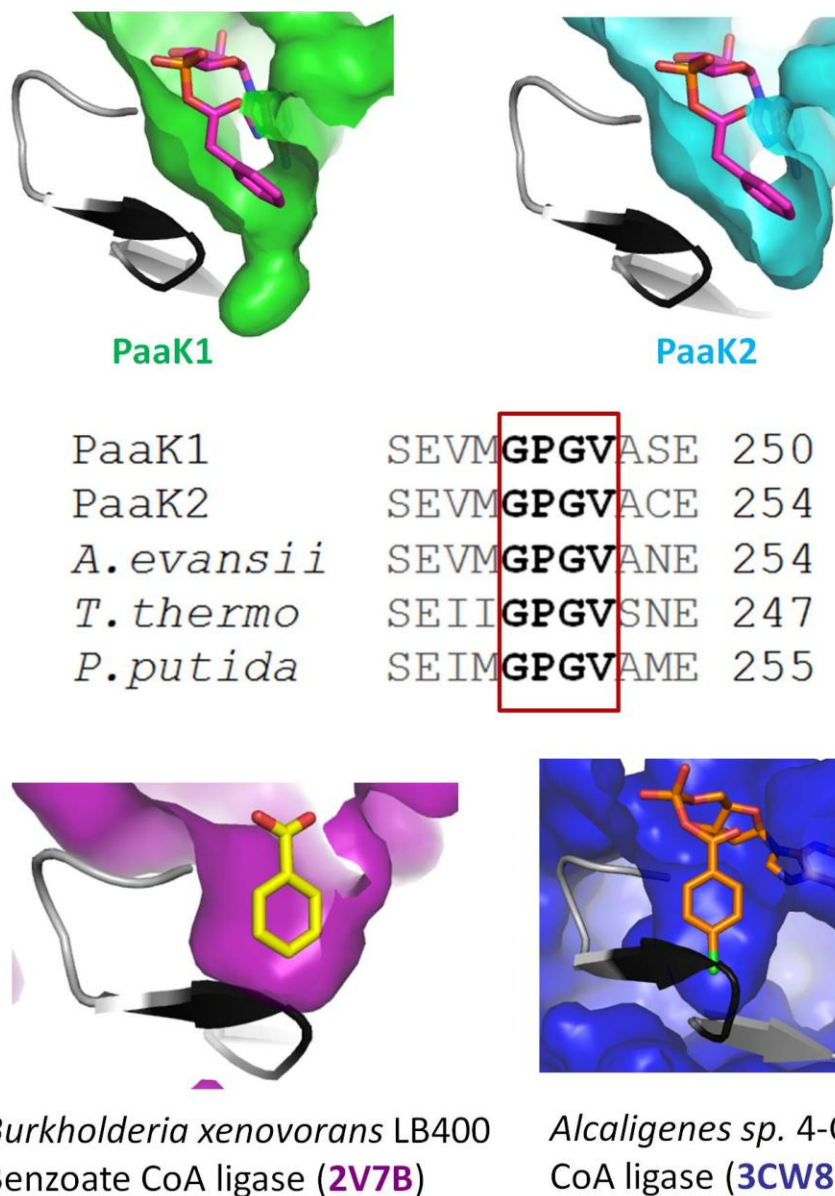 PaaK1
PaaK2
PaaK1 SEVMGPGVASE 250
PaaK2 SEVMGPGVACE 254
A.evansii SEVMGPGVANE 254
T.thermo SEIIGPGVSNE 247
P.putida SEIMGPGVAME 255
Burkholderia xenovorans LB400
Benzoate CoA ligase (2V7B)
Alcaligenes sp.
CoA ligase (3CW8